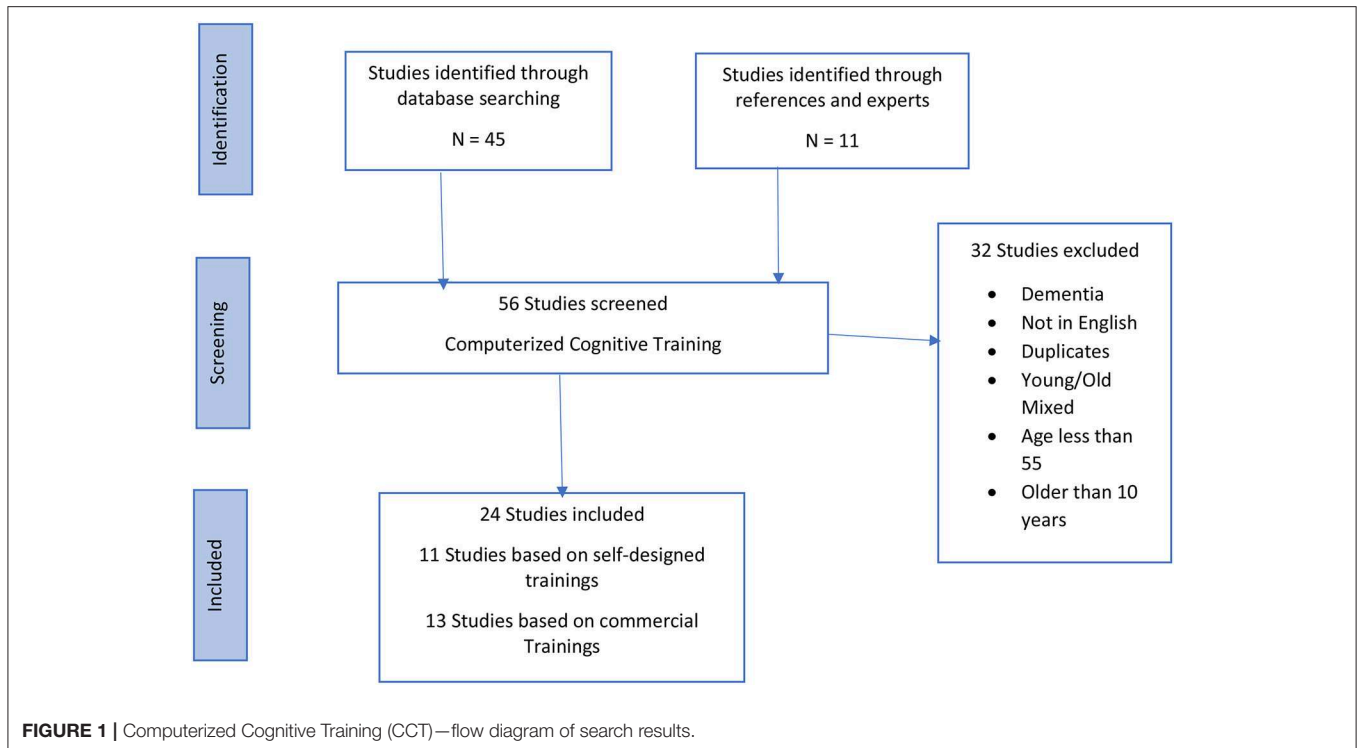 Identification
Studies identified through
database searching
N = 45
Studies identified through
references and experts
N = 11
Screening
56 Studies screened
Computerized Cognitive Training
32 Studies excluded
• Dementia
• Not in English
• Duplicates
• Young/Old
Mixed
• Age less than
55
• Older than 10
years
Included
24 Studies included
11 Studies based on self-designed
trainings
13 Studies based on commercial
Trainings
FIGURE 1 | Computerized Cognitive Training (CCT)—flow diagram of search results.